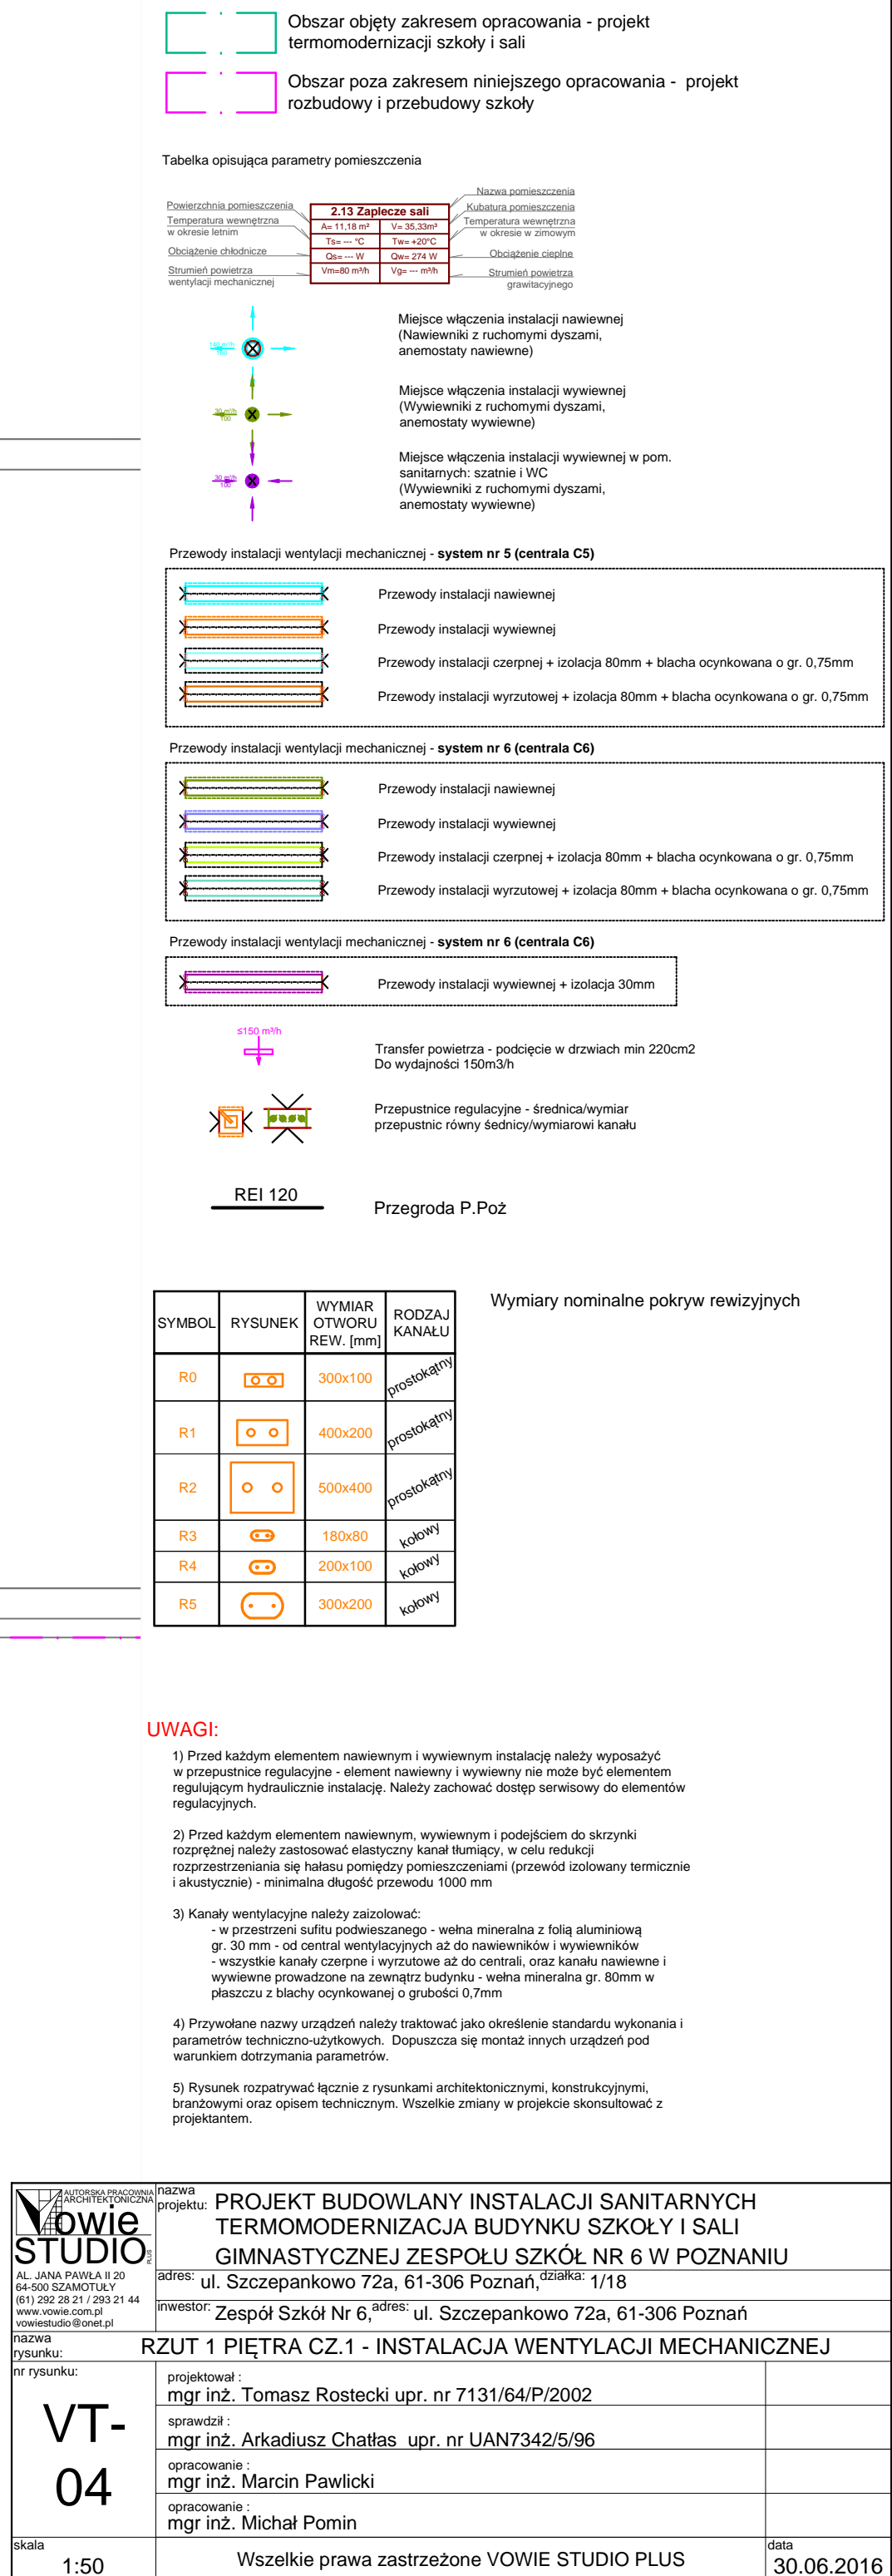 Obszar objęty zakresem opracowania - projekt
termomodernizacji szkoły i sali
Obszar poza zakresem niniejszego opracowania -  projekt
rozbudowy i przebudowy szkoły
Tabelka opisująca parametry pomieszczenia
Powierzchnia pomieszczenia
Temperatura wewnętrzna
w okresie letnim
Obciążenie chłodnicze
Strumień powietrza
wentylacji mechanicznej
2.13 Zaplecze sali
A= 11,18 m² V= 35,33m³
Ts= --- °C Tw= +20°C
Qs= --- W Qw= 274 W
Vm=80 m³/h Vg= --- m³/h
Nazwa pomieszczenia
Kubatura pomieszczenia
Temperatura wewnętrzna
w okresie w zimowym
Obciążenie cieplne
Strumień powietrza
grawitacyjnego
140 m³/h
160
Miejsce włączenia instalacji nawiewnej
(Nawiewniki z ruchomymi dyszami,
anemostaty nawiewne)
30 m³/h
100
Miejsce włączenia instalacji wywiewnej
(Wywiewniki z ruchomymi dyszami,
anemostaty wywiewne)
30 m³/h
100
Miejsce włączenia instalacji wywiewnej w pom.
sanitarnych: szatnie i WC
(Wywiewniki z ruchomymi dyszami,
anemostaty wywiewne)
Przewody instalacji wentylacji mechanicznej - system nr 5 (centrala C5)
Przewody instalacji nawiewnej
Przewody instalacji wywiewnej
Przewody instalacji czerpnej + izolacja 80mm + blacha ocynkowana o gr. 0,75mm
Przewody instalacji wyrzutowej + izolacja 80mm + blacha ocynkowana o gr. 0,75mm
Przewody instalacji wentylacji mechanicznej - system nr 6 (centrala C6)
Przewody instalacji nawiewnej
Przewody instalacji wywiewnej
Przewody instalacji czerpnej + izolacja 80mm + blacha ocynkowana o gr. 0,75mm
Przewody instalacji wyrzutowej + izolacja 80mm + blacha ocynkowana o gr. 0,75mm
Przewody instalacji wentylacji mechanicznej - system nr 6 (centrala C6)
Przewody instalacji wywiewnej + izolacja 30mm
≤150 m³/h
Transfer powietrza - podcięcie w drzwiach min 220cm2
Do wydajności 150m3/h
Przepustnice regulacyjne - średnica/wymiar
przepustnic równy śednicy/wymiarowi kanału
REI 120
Przegroda P.Poż
Wymiary nominalne pokryw rewizyjnych
SYMBOL RYSUNEK WYMIAR OTWORU REW. [mm] RODZAJ KANAŁU
R0 300x100 prostokątny
R1 400x200 prostokątny
R2 500x400 prostokątny
R3 180x80 kołowy
R4 200x100 kołowy
R5 300x200 kołowy
UWAGI:
1) Przed każdym elementem nawiewnym i wywiewnym instalację należy wyposażyć
w przepustnice regulacyjne - element nawiewny i wywiewny nie może być elementem
regulującym hydraulicznie instalację. Należy zachować dostęp serwisowy do elementów
regulacyjnych.
2) Przed każdym elementem nawiewnym, wywiewnym i podejściem do skrzynki
rozprężnej należy zastosować elastyczny kanał tłumiący, w celu redukcji
rozprzestrzeniania się hałasu pomiędzy pomieszczeniami (przewód izolowany termicznie
i akustycznie) - minimalna długość przewodu 1000 mm
3) Kanały wentylacyjne należy zaizolować:
- w przestrzeni sufitu podwieszanego - wełna mineralna z folią aluminiową
gr. 30 mm - od central wentylacyjnych aż do nawiewników i wywiewników
- wszystkie kanały czerpne i wyrzutowe aż do centrali, oraz kanału nawiewne i
wywiewne prowadzone na zewnątrz budynku - wełna mineralna gr. 80mm w
płaszczu z blachy ocynkowanej o grubości 0,7mm
4) Przywołane nazwy urządzeń należy traktować jako określenie standardu wykonania i
parametrów techniczno-użytkowych.  Dopuszcza się montaż innych urządzeń pod
warunkiem dotrzymania parametrów.
5) Rysunek rozpatrywać łącznie z rysunkami architektonicznymi, konstrukcyjnymi,
branżowymi oraz opisem technicznym. Wszelkie zmiany w projekcie skonsultować z
projektantem.
AUTORSKA PRACOWNIA
ARCHITEKTONICZNA
Vowie
STUDIO PLUS
AL. JANA PAWŁA II 20
64-500 SZAMOTUŁY
(61) 292 28 21 / 293 21 44
www.vowie.com.pl
vowiestudio@onet.pl
nazwa
projektu: PROJEKT BUDOWLANY INSTALACJI SANITARNYCH
TERMOMODERNIZACJA BUDYNKU SZKOŁY I SALI
GIMNASTYCZNEJ ZESPOŁU SZKÓŁ NR 6 W POZNANIU
adres: ul. Szczepankowo 72a, 61-306 Poznań, działka: 1/18
inwestor: Zespół Szkół Nr 6, adres: ul. Szczepankowo 72a, 61-306 Poznań
nazwa
rysunku: RZUT 1 PIĘTRA CZ.1 - INSTALACJA WENTYLACJI MECHANICZNEJ
nr rysunku:
VT-
04
projektował :
mgr inż. Tomasz Rostecki upr. nr 7131/64/P/2002
sprawdził :
mgr inż. Arkadiusz Chatłas  upr. nr UAN7342/5/96
opracowanie :
mgr inż. Marcin Pawlicki
opracowanie :
mgr inż. Michał Pomin
skala
1:50
Wszelkie prawa zastrzeżone VOWIE STUDIO PLUS
data
30.06.2016